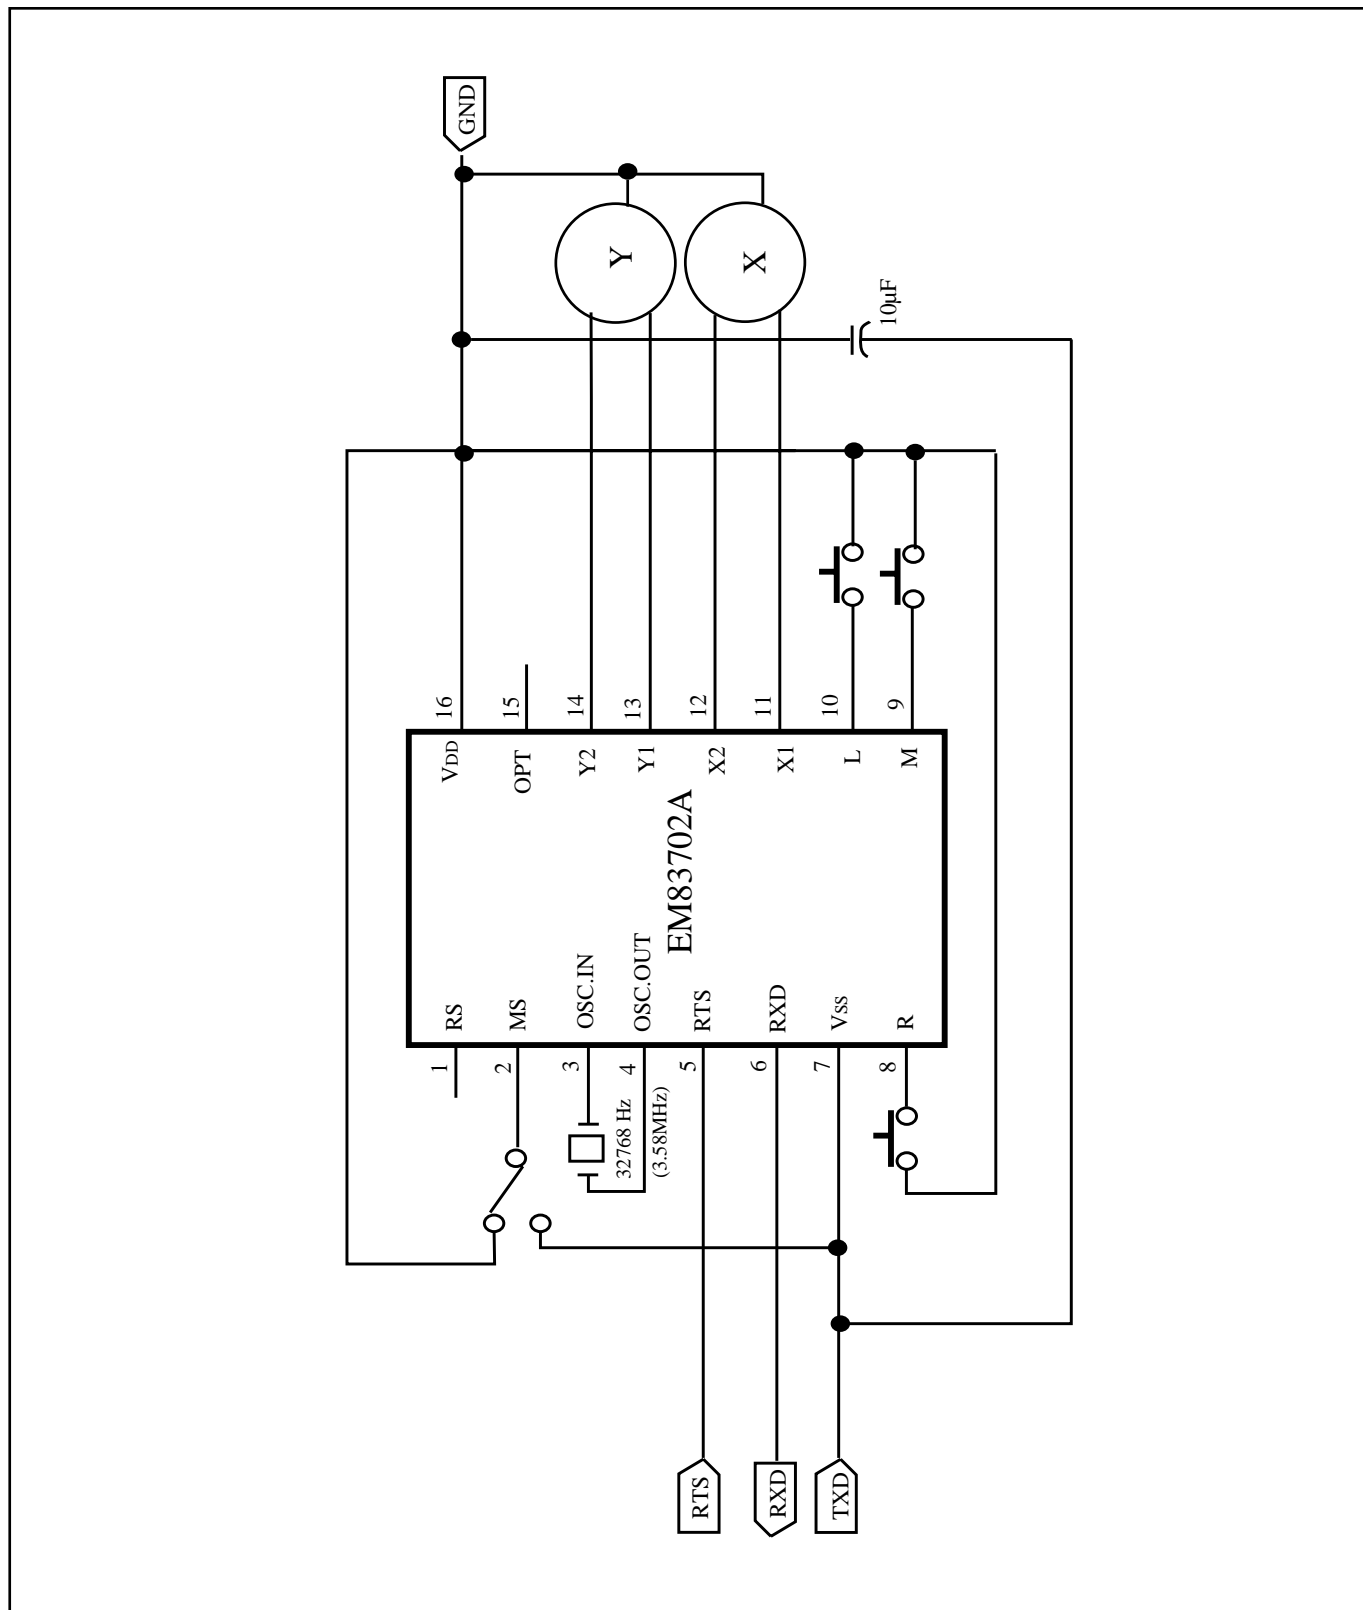 GND
Y
X
10µF
16
15
14
13
12
11
10
9
VDD
OPT
Y2
Y1
X2
X1
L
M
EM83702A
RS
MS
OSC.IN
OSC.OUT
RTS
RXD
VSS
R
1
2
3
4
5
6
7
8
32768 Hz
(3.58MHz)
RTS
RXD
TXD